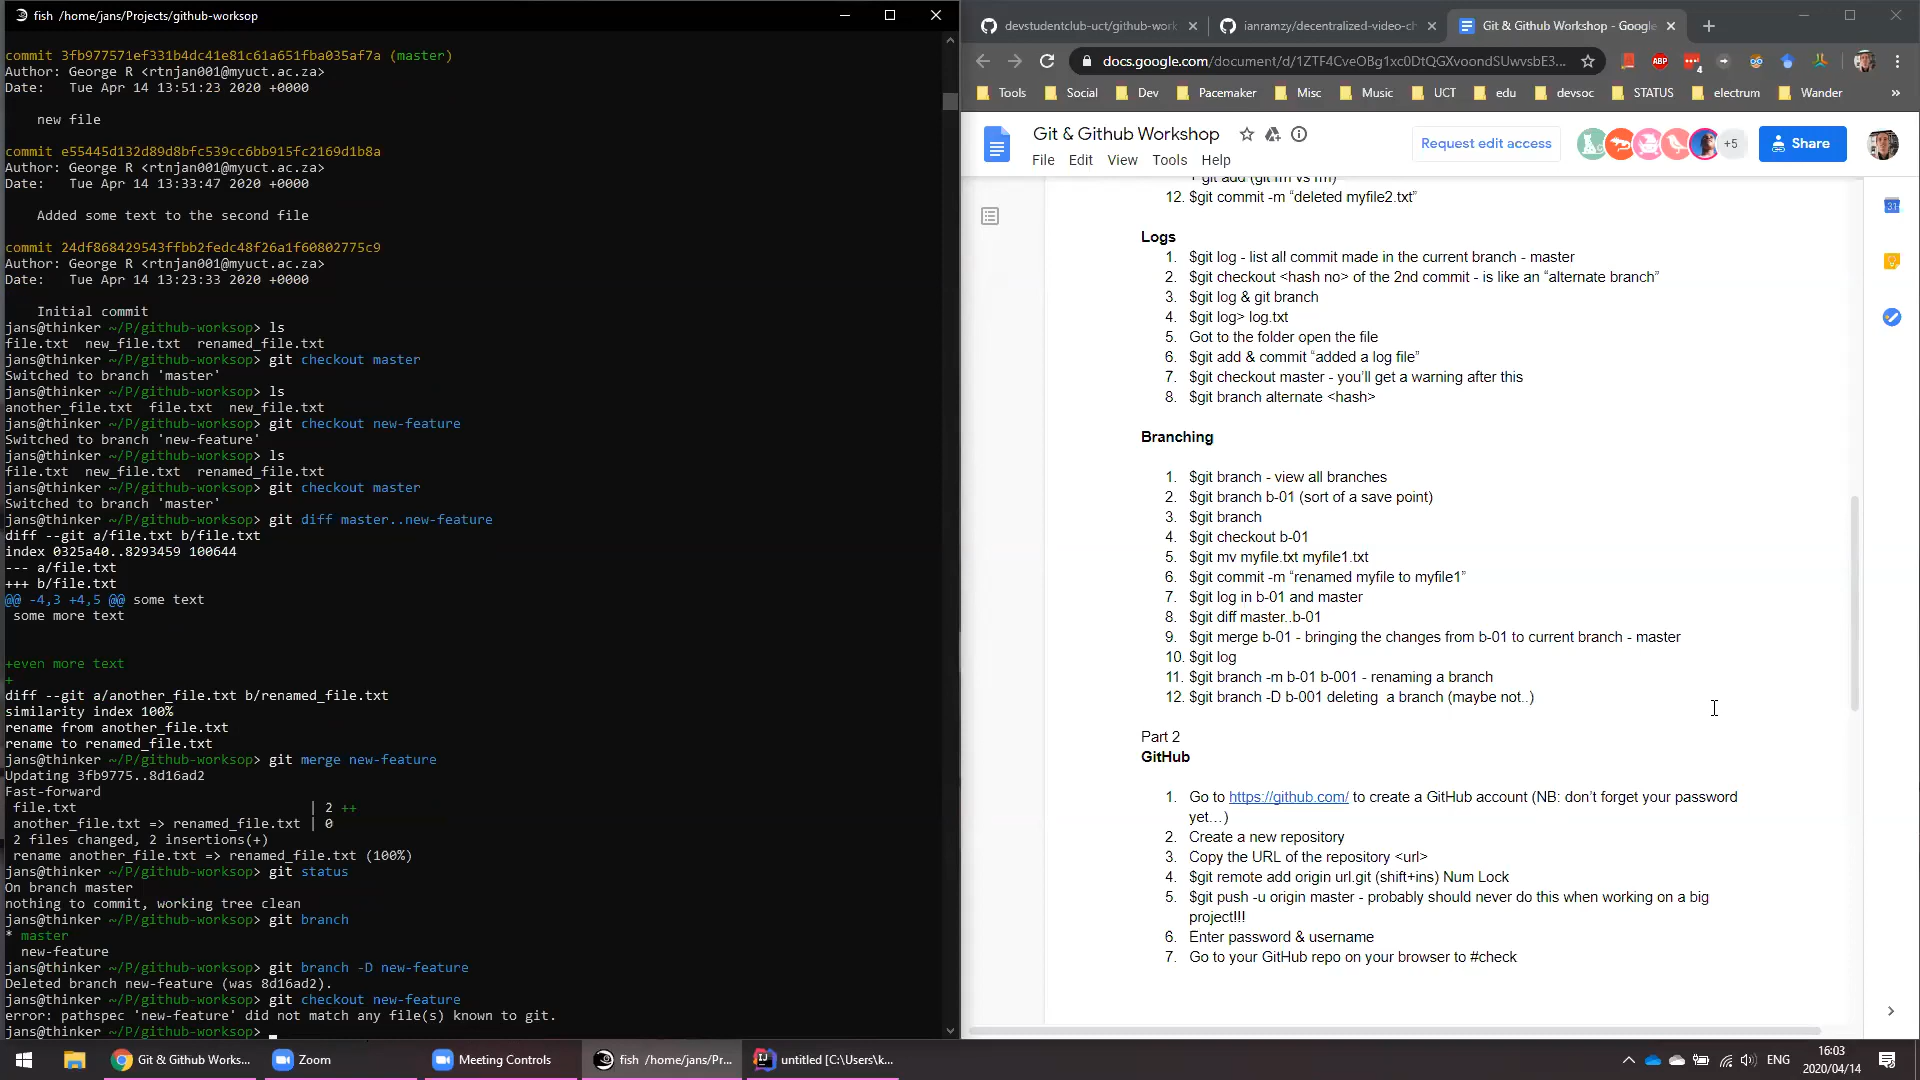 fish /home/jans/Projects/github-worksop
commit 3fb977571ef331b4dc41e81c61a651fba035af7a (master)
Author: George R <rtnjan001@myuct.ac.za>
Date:   Tue Apr 14 13:51:23 2020 +0000
new file
commit e55445d132d89d8bfc539cc6bb915fc2169d1b8a
Author: George R <rtnjan001@myuct.ac.za>
Date:   Tue Apr 14 13:33:47 2020 +0000
Added some text to the second file
commit 24df868429543ffbb2fedc48f26a1f60802775c9
Author: George R <rtnjan001@myuct.ac.za>
Date:   Tue Apr 14 13:23:33 2020 +0000
Initial commit
jans@thinker ~/P/github-worksop> ls
file.txt  new_file.txt  renamed_file.txt
jans@thinker ~/P/github-worksop> git checkout master
Switched to branch 'master'
jans@thinker ~/P/github-worksop> ls
another_file.txt  file.txt  new_file.txt
jans@thinker ~/P/github-worksop> git checkout new-feature
Switched to branch 'new-feature'
jans@thinker ~/P/github-worksop> ls
file.txt  new_file.txt  renamed_file.txt
jans@thinker ~/P/github-worksop> git checkout master
Switched to branch 'master'
jans@thinker ~/P/github-worksop> git diff master..new-feature
diff --git a/file.txt b/file.txt
index 0325a40..8293459 100644
--- a/file.txt
+++ b/file.txt
@@ -4,3 +4,5 @@ some text
 some more text
+even more text
+
diff --git a/another_file.txt b/renamed_file.txt
similarity index 100%
rename from another_file.txt
rename to renamed_file.txt
jans@thinker ~/P/github-worksop> git merge new-feature
Updating 3fb9775..8d16ad2
Fast-forward
 file.txt                             | 2 ++
 another_file.txt => renamed_file.txt | 0
 2 files changed, 2 insertions(+)
 rename another_file.txt => renamed_file.txt (100%)
jans@thinker ~/P/github-worksop> git status
On branch master
nothing to commit, working tree clean
jans@thinker ~/P/github-worksop> git branch
* master
  new-feature
jans@thinker ~/P/github-worksop> git branch -D new-feature
Deleted branch new-feature (was 8d16ad2).
jans@thinker ~/P/github-worksop> git checkout new-feature
error: pathspec 'new-feature' did not match any file(s) known to git.
jans@thinker ~/P/github-worksop>
devstudentclub-uct/github-work
ianramzy/decentralized-video-ch
Git & Github Workshop - Google
docs.google.com/document/d/1ZTF4CveOBg1xc0DtQGXvoondSUwvsbE3...
ABP
4
Tools Social Dev Pacemaker Misc Music UCT edu devsoc STATUS electrum Wander »
Git & Github Workshop
File Edit View Tools Help
Request edit access
+5
Share
31
+ git add (git rm vs rm)
12. $git commit -m “deleted myfile2.txt”
Logs
1. $git log - list all commit made in the current branch - master
2. $git checkout <hash no> of the 2nd commit - is like an “alternate branch”
3. $git log & git branch
4. $git log> log.txt
5. Got to the folder open the file
6. $git add & commit “added a log file”
7. $git checkout master - you’ll get a warning after this
8. $git branch alternate <hash>
Branching
1. $git branch - view all branches
2. $git branch b-01 (sort of a save point)
3. $git branch
4. $git checkout b-01
5. $git mv myfile.txt myfile1.txt
6. $git commit -m “renamed myfile to myfile1”
7. $git log in b-01 and master
8. $git diff master..b-01
9. $git merge b-01 - bringing the changes from b-01 to current branch - master
10. $git log
11. $git branch -m b-01 b-001 - renaming a branch
12. $git branch -D b-001 deleting  a branch (maybe not..)
Part 2
GitHub
1. Go to https://github.com/ to create a GitHub account (NB: don’t forget your password
yet…)
2. Create a new repository
3. Copy the URL of the repository <url>
4. $git remote add origin url.git (shift+ins) Num Lock
5. $git push -u origin master - probably should never do this when working on a big
project!!!
6. Enter password & username
7. Go to your GitHub repo on your browser to #check
Git & Github Works...
Zoom
Meeting Controls
fish /home/jans/Pr...
untitled [C:\Users\k...
ENG
16:03
2020/04/14